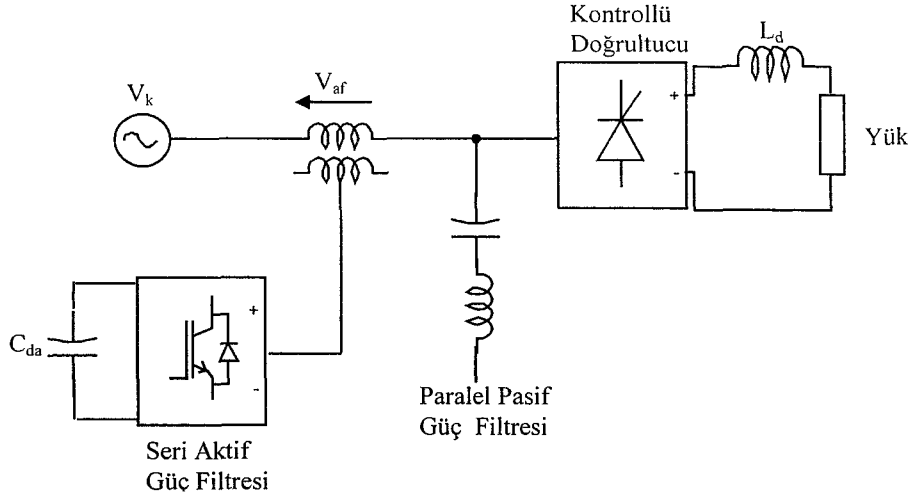 Kontrollü
Doğrultucu
L_d
V_af
V_k
+
-
Yük
C_da
+
-
Paralel Pasif
Güç Filtresi
Seri Aktif
Güç Filtresi